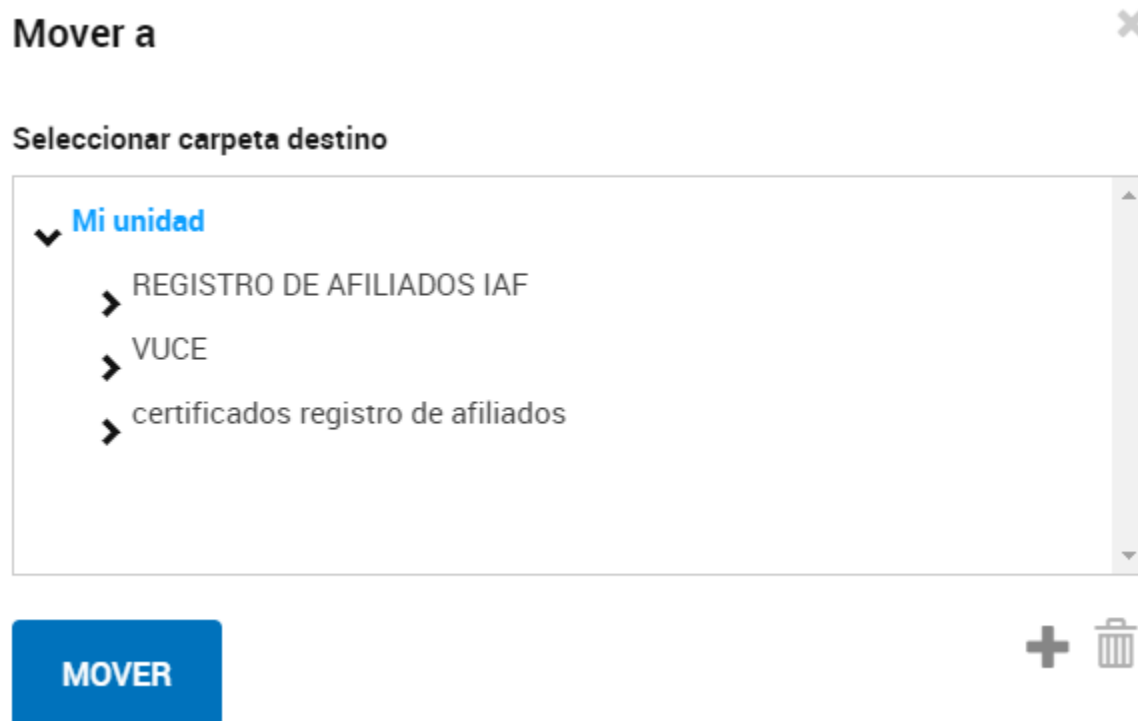 Mover a
Seleccionar carpeta destino
Mi unidad
REGISTRO DE AFILIADOS IAF
VUCE
certificados registro de afiliados
MOVER